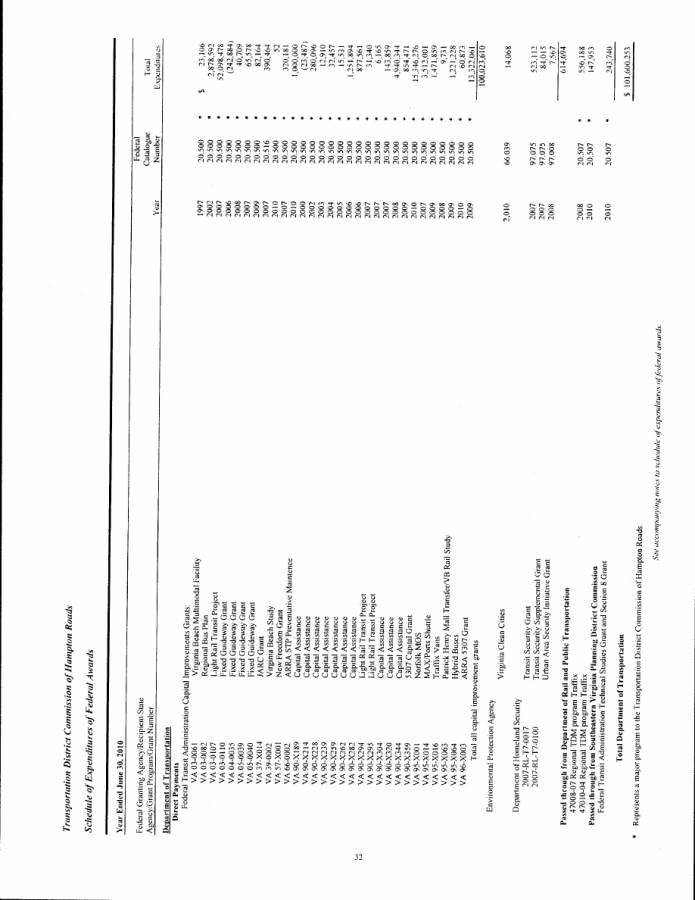 Transportation District Commission of Hampton Roads
Schedule of Expenditures of Federal Awards
Year Ended June 30, 2010
Federal Granting Agency/Recipient State
Agency/Grant Program/Grant Number
Year
Federal
Catalogue
Number
Total
Expenditures
Department of Transportation
Direct Payments
Federal Transit Administration Capital Improvements Grants:
VA 03-0061 Virginia Beach Multimodal Facility 1997 20.500 * $ 23,106
VA 03-0082 Regional Bus Plan 2002 20.500 * 2,878,592
VA 03-0107 Light Rail Transit Project 2007 20.500 * 52,098,478
VA 03-0110 Fixed Guideway Grant 2006 20.500 * (242,884)
VA 04-0035 Fixed Guideway Grant 2008 20.500 * 40,709
VA 05-0039 Fixed Guideway Grant 2007 20.500 * 65,578
VA 05-0040 Fixed Guideway Grant 2009 20.500 * 82,164
VA 37-X014 JARC Grant 2007 20.516 * 390,464
VA 39-0002 Virginia Beach Study 2010 20.500 * 52
VA 57-X001 New Freedom Grant 2007 20.500 * 320,181
VA 66-0002 ARRA STP Preventative Maintence 2010 20.500 * 1,000,000
VA 90-X189 Capital Assistance 2000 20.500 * (23,487)
VA 90-X214 Capital Assistance 2002 20.500 * 280,096
VA 90-X228 Capital Assistance 2003 20.500 * 12,910
VA 90-X239 Capital Assistance 2004 20.500 * 32,457
VA 90-X259 Capital Assistance 2005 20.500 * 15,531
VA 90-X262 Capital Assistance 2006 20.500 * 1,251,894
VA 90-X282 Capital Assistance 2006 20.500 * 877,561
VA 90-X294 Light Rail Transit Project 2007 20.500 * 31,340
VA 90-X295 Light Rail Transit Project 2007 20.500 * 6,165
VA 90-X304 Capital Assistance 2007 20.500 * 143,859
VA 90-X330 Capital Assistance 2008 20.500 * 4,940,344
VA 90-X344 Capital Assistance 2009 20.500 * 854,471
VA 90-X359 5307 Capital Grant 2010 20.500 * 15,346,276
VA 95-X001 Norfolk MOS 2007 20.500 * 3,512,001
VA 95-X014 MAX/Ports Shuttle 2009 20.500 * 1,471,859
VA 95-X016 Traffix Vans 2008 20.500 * 9,731
VA 95-X063 Patrick Henry Mall Transfer/VB Rail Study 2009 20.500 * 1,221,228
VA 95-X064 Hybrid Buses 2010 20.500 * 60,873
VA 96-X003 ARRA 5307 Grant 2009 20.500 * 13,322,061
Total all capital improvement grants 100,023,610
Environmental Protection Agency Virginia Clean Cities 2,010 66.039 14,068
Department of Homeland Security
2007-RL-T7-0017 Transit Security Grant 2007 97.075 523,112
2007-RL-T7-0100 Transit Security Supplemental Grant 2007 97.075 84,015
Urban Area Security Initiative Grant 2008 97.008 7,567
614,694
Passed through from Department of Rail and Public Transportation
47008-07 Regional TDM program Traffix 2008 20.507 * 556,188
47010-04 Regional TDM program Traffix 2010 20.507 * 147,953
Passed through from Southeastern Virginia Planning District Commission
Federal Transit Administration Technical Studies Grant and Section 8 Grant 2010 20.507 * 243,740
Total Department of Transportation $ 101,600,253
* Represents a major program to the Transportation District Commission of Hampton Roads
See accompanying notes to schedule of expenditures of federal awards.
32